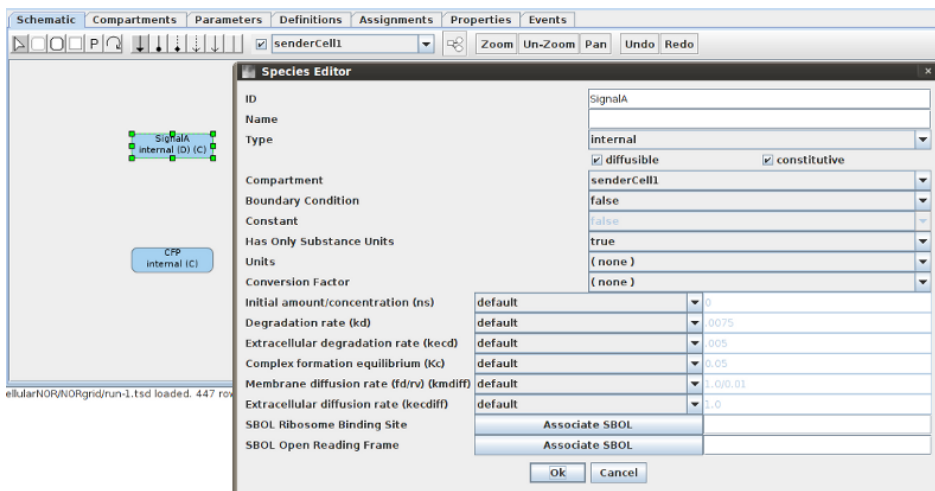 Schematic Compartments Parameters Definitions Assignments Properties Events
P senderCell1 Zoom Un-Zoom Pan Undo Redo
Species Editor
SignalA
internal (D) (C)
CFP
internal (C)
ellularNOR/NORgrid/run-1.tsd loaded. 447 rov
ID SignalA
Name
Type internal
diffusible constitutive
Compartment senderCell1
Boundary Condition false
Constant false
Has Only Substance Units true
Units ( none )
Conversion Factor ( none )
Initial amount/concentration (ns) default 0
Degradation rate (kd) default .0075
Extracellular degradation rate (kecd) default .005
Complex formation equilibrium (Kc) default 0.05
Membrane diffusion rate (fd/rv) (kmdiff) default 1.0/0.01
Extracellular diffusion rate (kecdiff) default 1.0
SBOL Ribosome Binding Site Associate SBOL
SBOL Open Reading Frame Associate SBOL
Ok Cancel